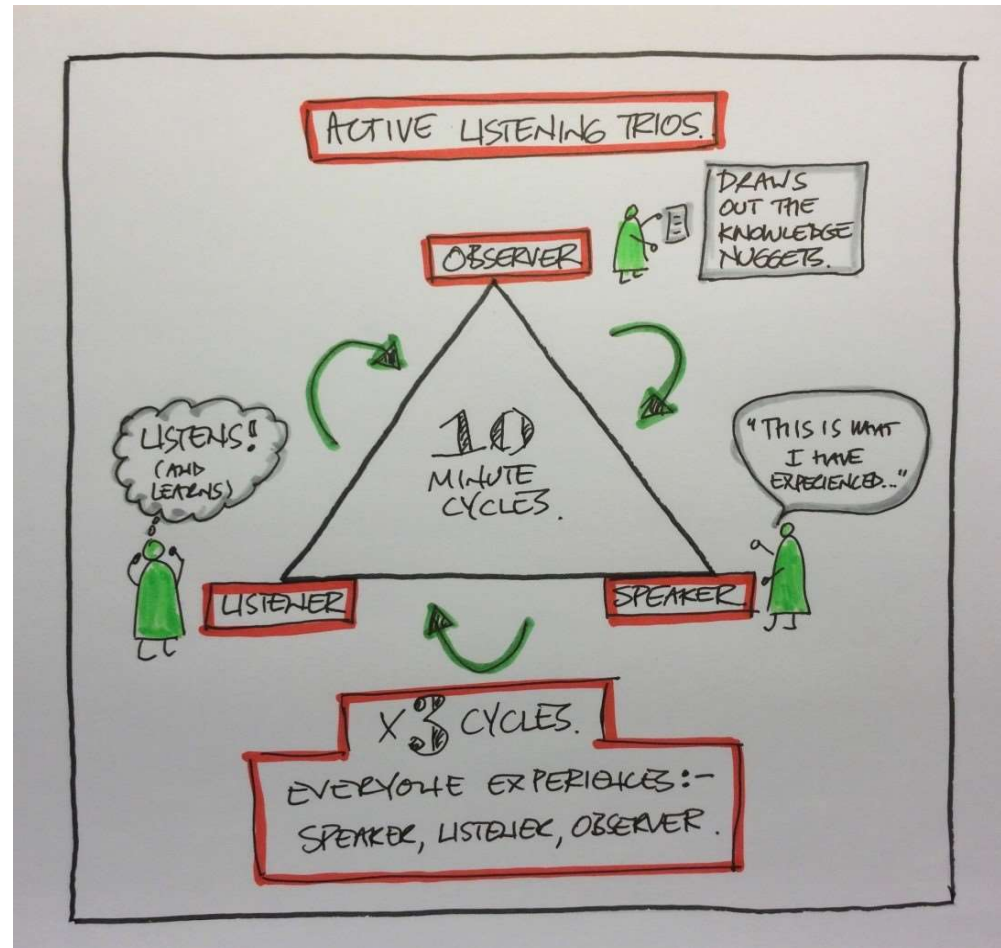 ACTIVE LISTENING TRIOS.
OBSERVER
DRAWS
OUT THE
KNOWLEDGE
NUGGETS.
LISTENS!
(AND
LEARNS)
10
MINUTE
CYCLES.
"THIS IS WHAT
I HAVE
EXPERIENCED..."
LISTENER
SPEAKER
X 3 CYCLES.
EVERYONE EXPERIENCES:-
SPEAKER, LISTENER, OBSERVER.